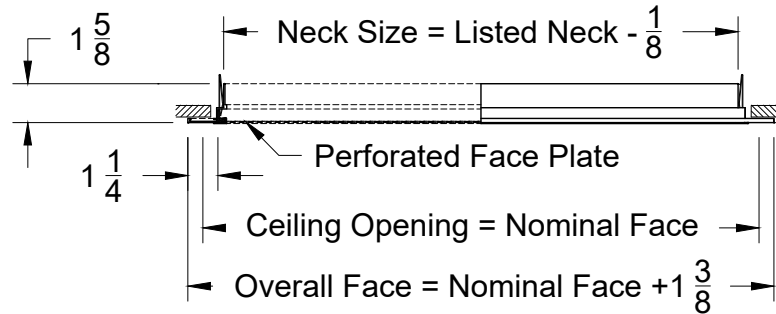 1 5/8
Neck Size = Listed Neck - 1/8
Perforated Face Plate
1 1/4
Ceiling Opening = Nominal Face
Overall Face = Nominal Face +1 3/8